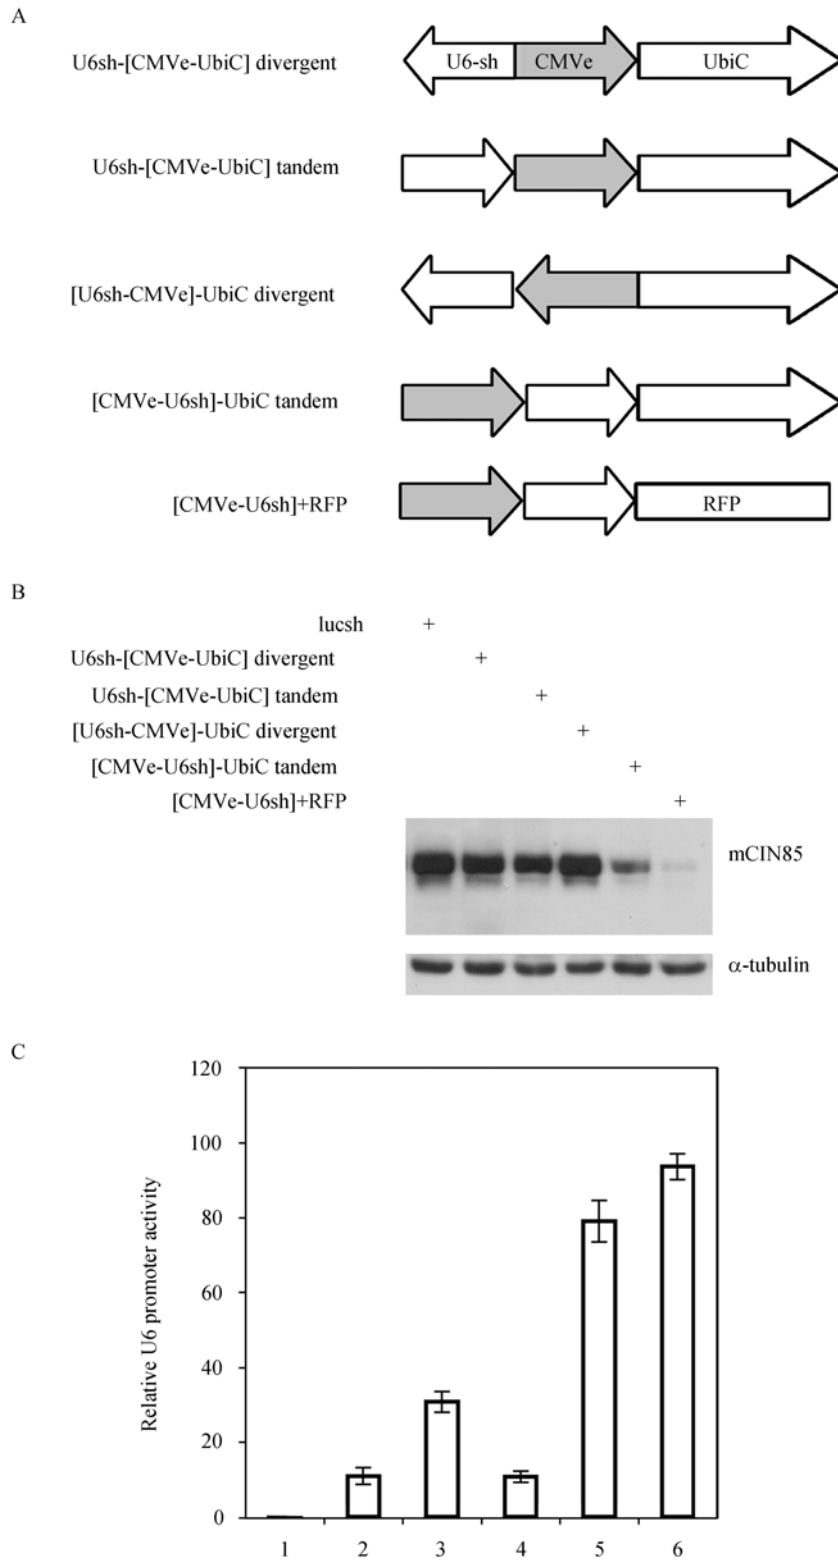 A
U6sh-[CMVe-UbiC] divergent
U6-sh CMVe UbiC
U6sh-[CMVe-UbiC] tandem
[U6sh-CMVe]-UbiC divergent
[CMVe-U6sh]-UbiC tandem
[CMVe-U6sh]+RFP RFP
B
lucsh +
U6sh-[CMVe-UbiC] divergent +
U6sh-[CMVe-UbiC] tandem +
[U6sh-CMVe]-UbiC divergent +
[CMVe-U6sh]-UbiC tandem +
[CMVe-U6sh]+RFP +
mCIN85
α-tubulin
C
Relative U6 promoter activity
120
100
80
60
40
20
0
1 2 3 4 5 6